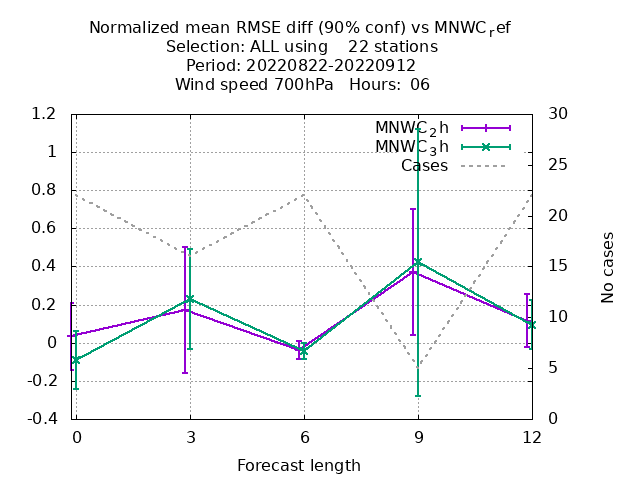 Normalized mean RMSE diff (90% conf) vs MNWC_ref
Selection: ALL using 22 stations
Period: 20220822-20220912
Wind speed 700hPa Hours: 06
MNWC_2h
MNWC_3h
Cases
1.2
1
0.8
0.6
0.4
0.2
0
-0.2
-0.4
30
25
20
15
10
5
0
No cases
0 3 6 9 12
Forecast length